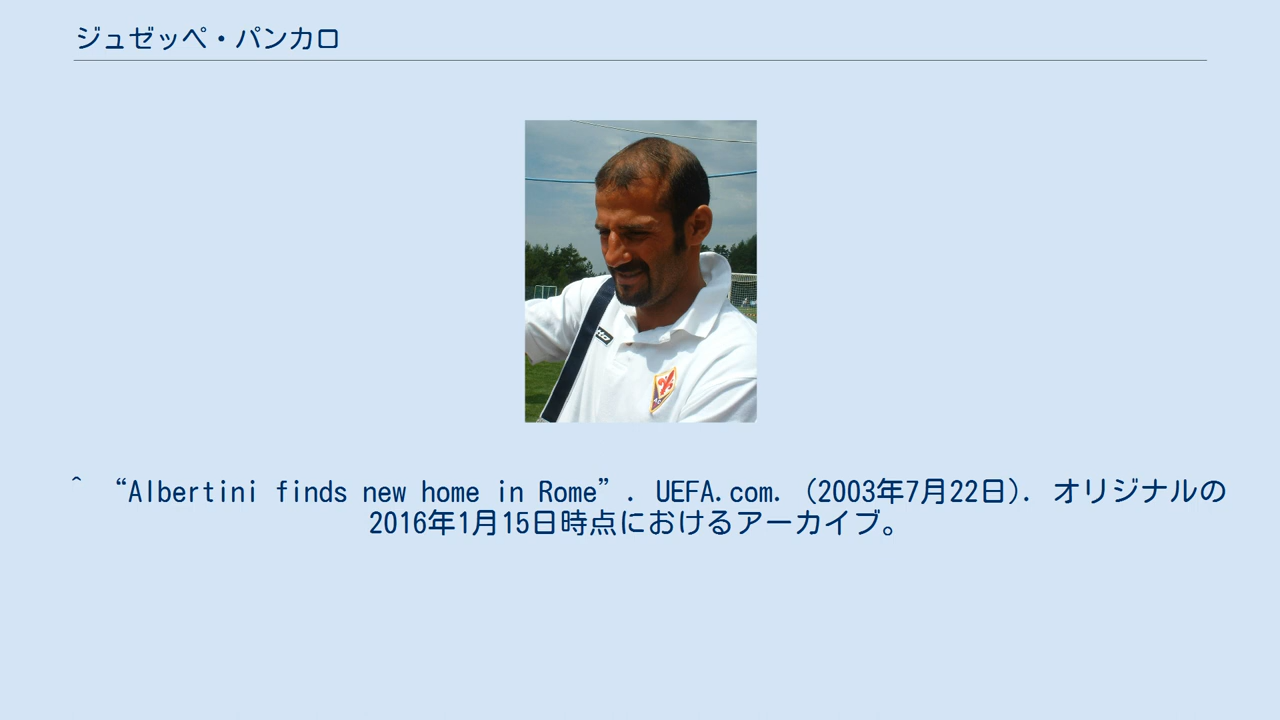 ジュゼッペ・パンカロ
^ “Albertini finds new home in Rome”. UEFA.com. (2003年7月22日). オリジナルの
2016年1月15日時点におけるアーカイブ。